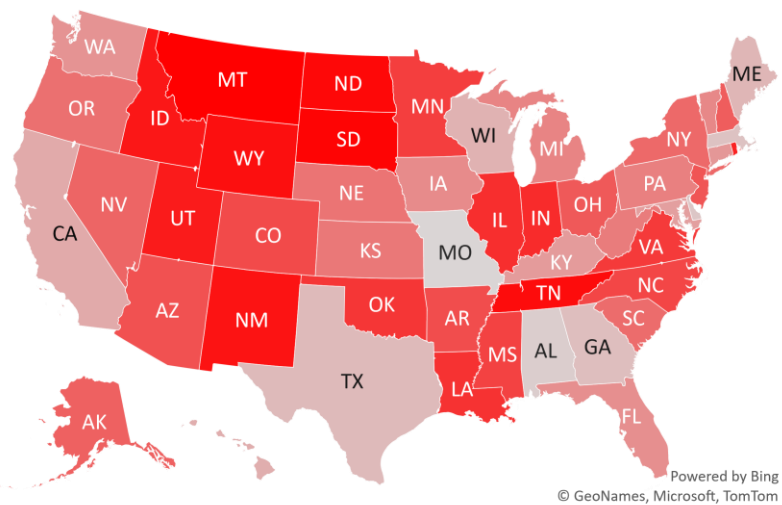 WA
ME
MT
ND
MN
OR
ID
WI
SD
NY
MI
WY
PA
IA
NE
NV
OH
UT
IL
IN
CA
CO
VA
KS
MO
KY
NC
TN
OK
AZ
NM
AR
SC
MS
AL
GA
TX
LA
FL
AK
Powered by Bing
© GeoNames, Microsoft, TomTom